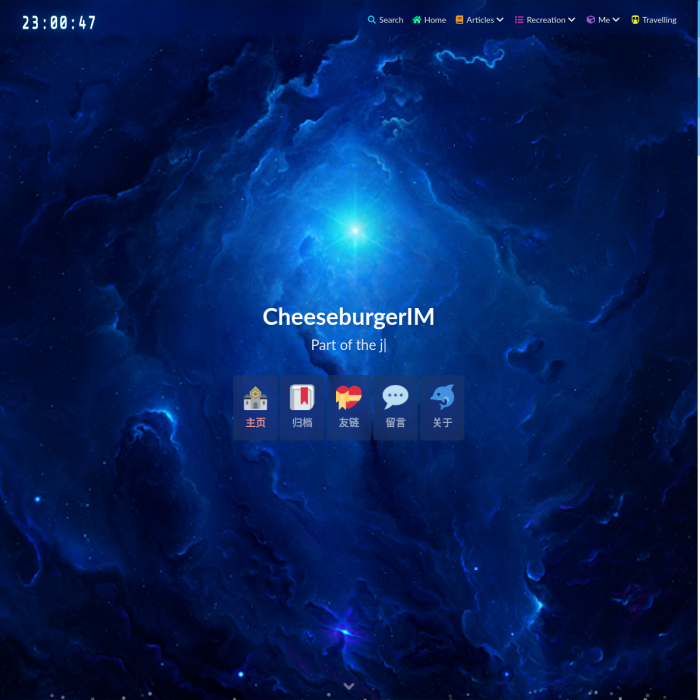 23:00:47
Search Home Articles Recreation Me Travelling
CheeseburgerIM
Part of the j|
主页 归档 友链 留言 关于